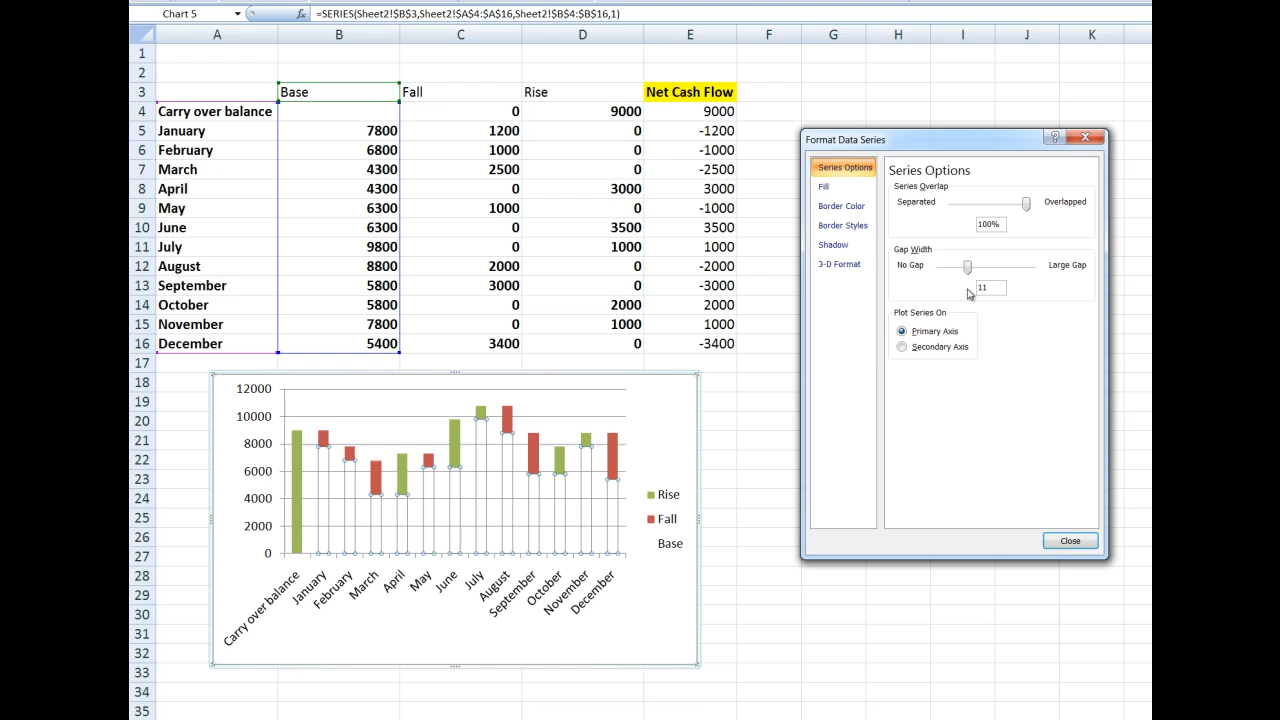 Chart 5 fx =SERIES(Sheet2!$B$3,Sheet2!$A$4:$A$16,Sheet2!$B$4:$B$16,1)
A B C D E F G H I J K
1
2
3 Base Fall Rise Net Cash Flow
4 Carry over balance 0 9000 9000
5 January 7800 1200 0 -1200
6 February 6800 1000 0 -1000
7 March 4300 2500 0 -2500
8 April 4300 0 3000 3000
9 May 6300 1000 0 -1000
10 June 6300 0 3500 3500
11 July 9800 0 1000 1000
12 August 8800 2000 0 -2000
13 September 5800 3000 0 -3000
14 October 5800 0 2000 2000
15 November 7800 0 1000 1000
16 December 5400 3400 0 -3400
17
18
19
20
21
22
23
24
25
26
27
28
29
30
31
32
33
34
35
12000
10000
8000
6000
4000
2000
0
Carry over balance
January
February
March
April
May
June
July
August
September
October
November
December
Rise
Fall
Base
Format Data Series
Series Options
Fill
Border Color
Border Styles
Shadow
3-D Format
Series Options
Series Overlap
Separated Overlapped
100%
Gap Width
No Gap Large Gap
11
Plot Series On
Primary Axis
Secondary Axis
Close